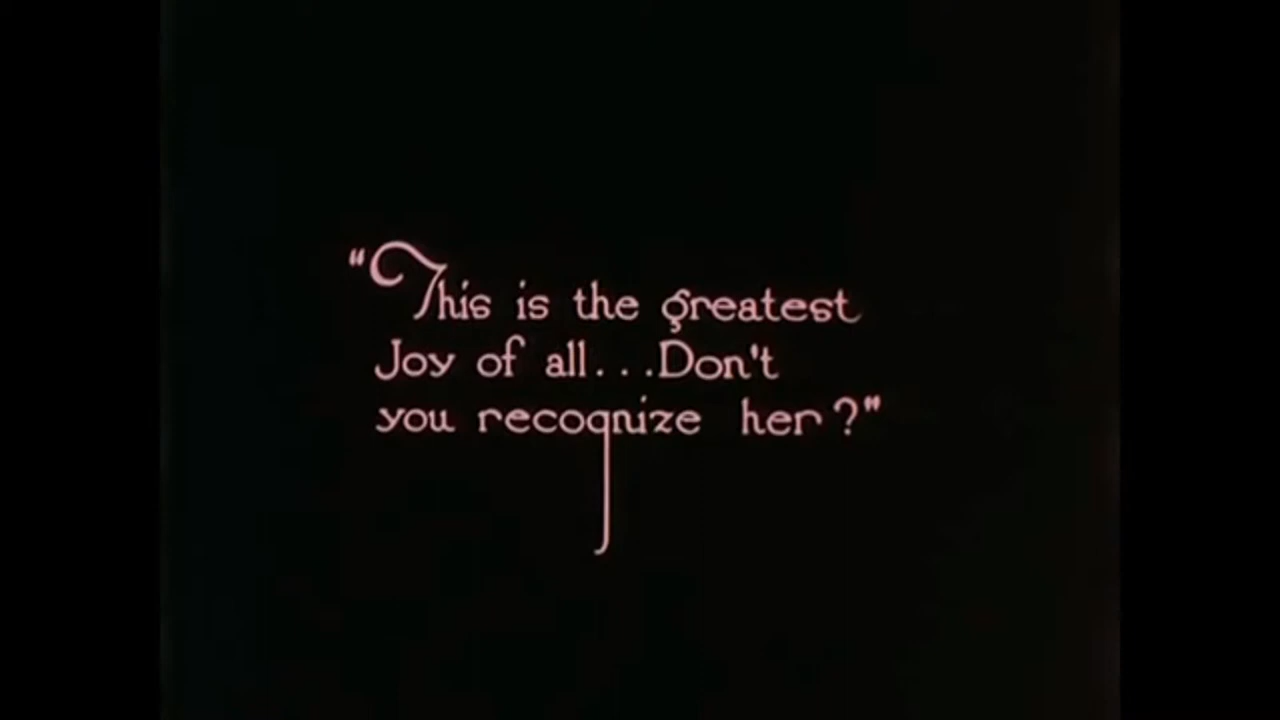 "This is the greatest
Joy of all...Don't
you recognize her?"